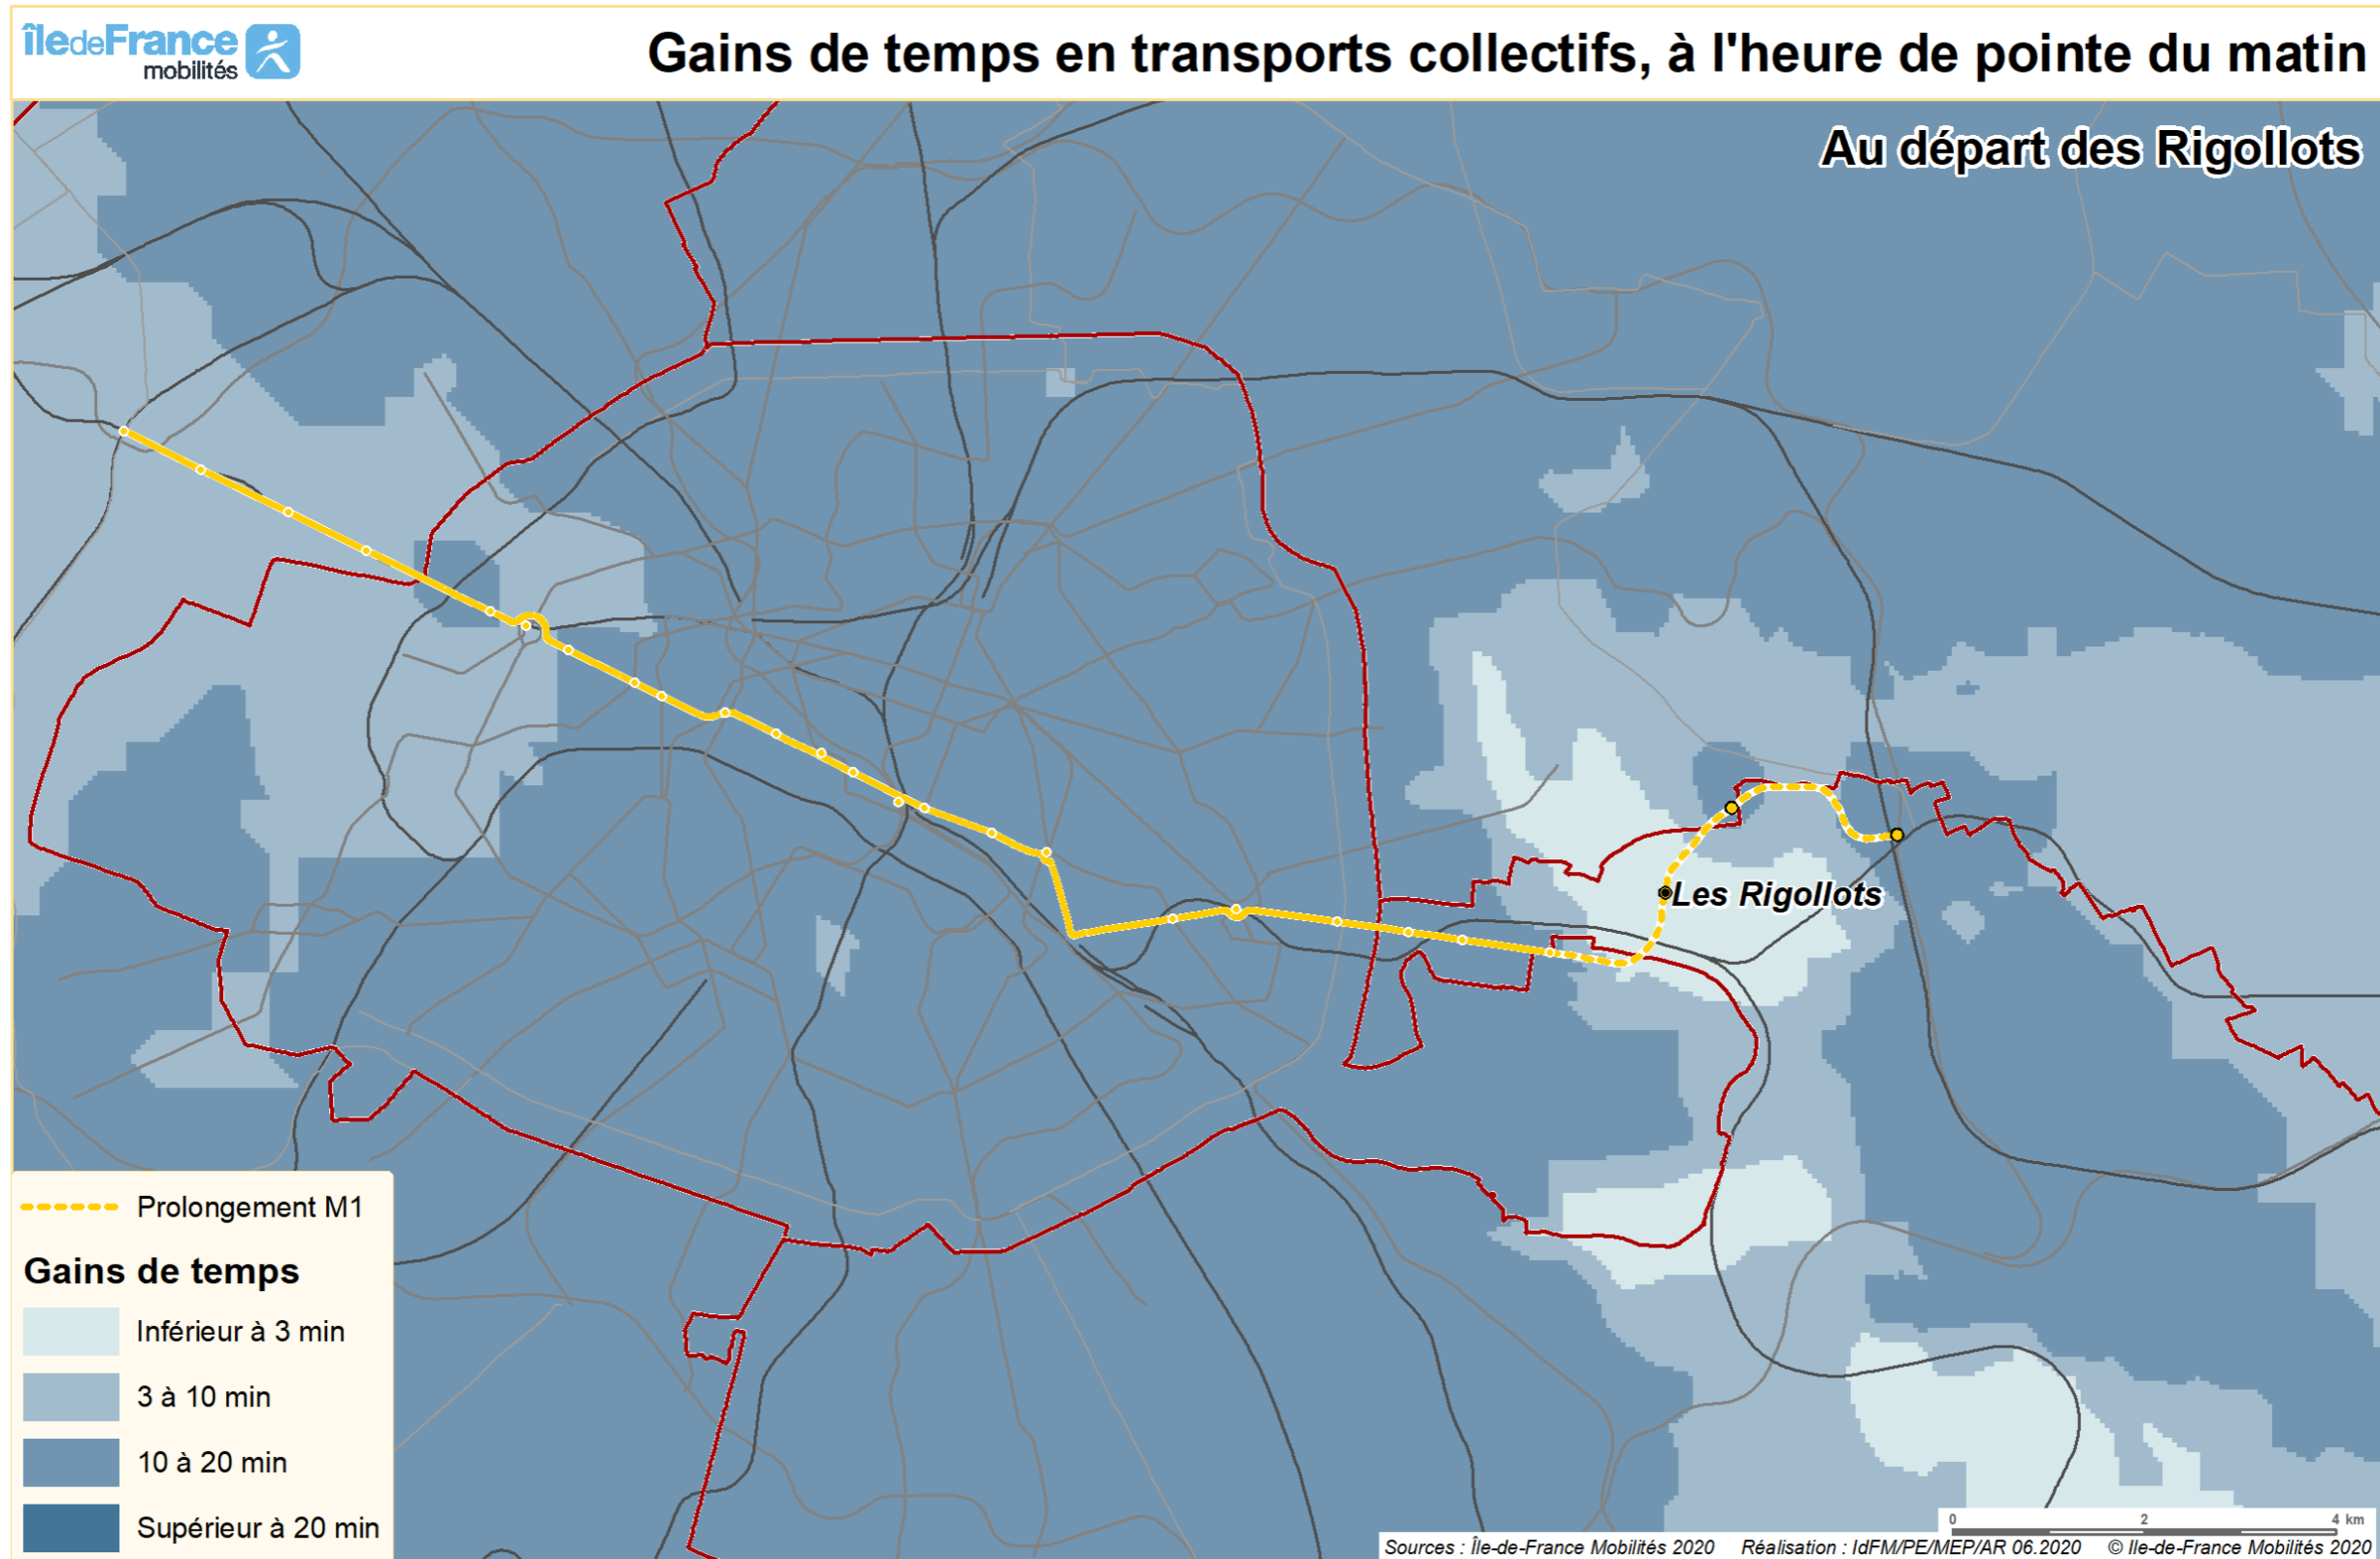 îledeFrance
mobilités
Gains de temps en transports collectifs, à l'heure de pointe du matin
Au départ des Rigollots
Les Rigollots
Prolongement M1
Gains de temps
Inférieur à 3 min
3 à 10 min
10 à 20 min
Supérieur à 20 min
0 2 4 km
Sources : Île-de-France Mobilités 2020 Réalisation : IdFM/PE/MEP/AR 06.2020 © Ile-de-France Mobilités 2020